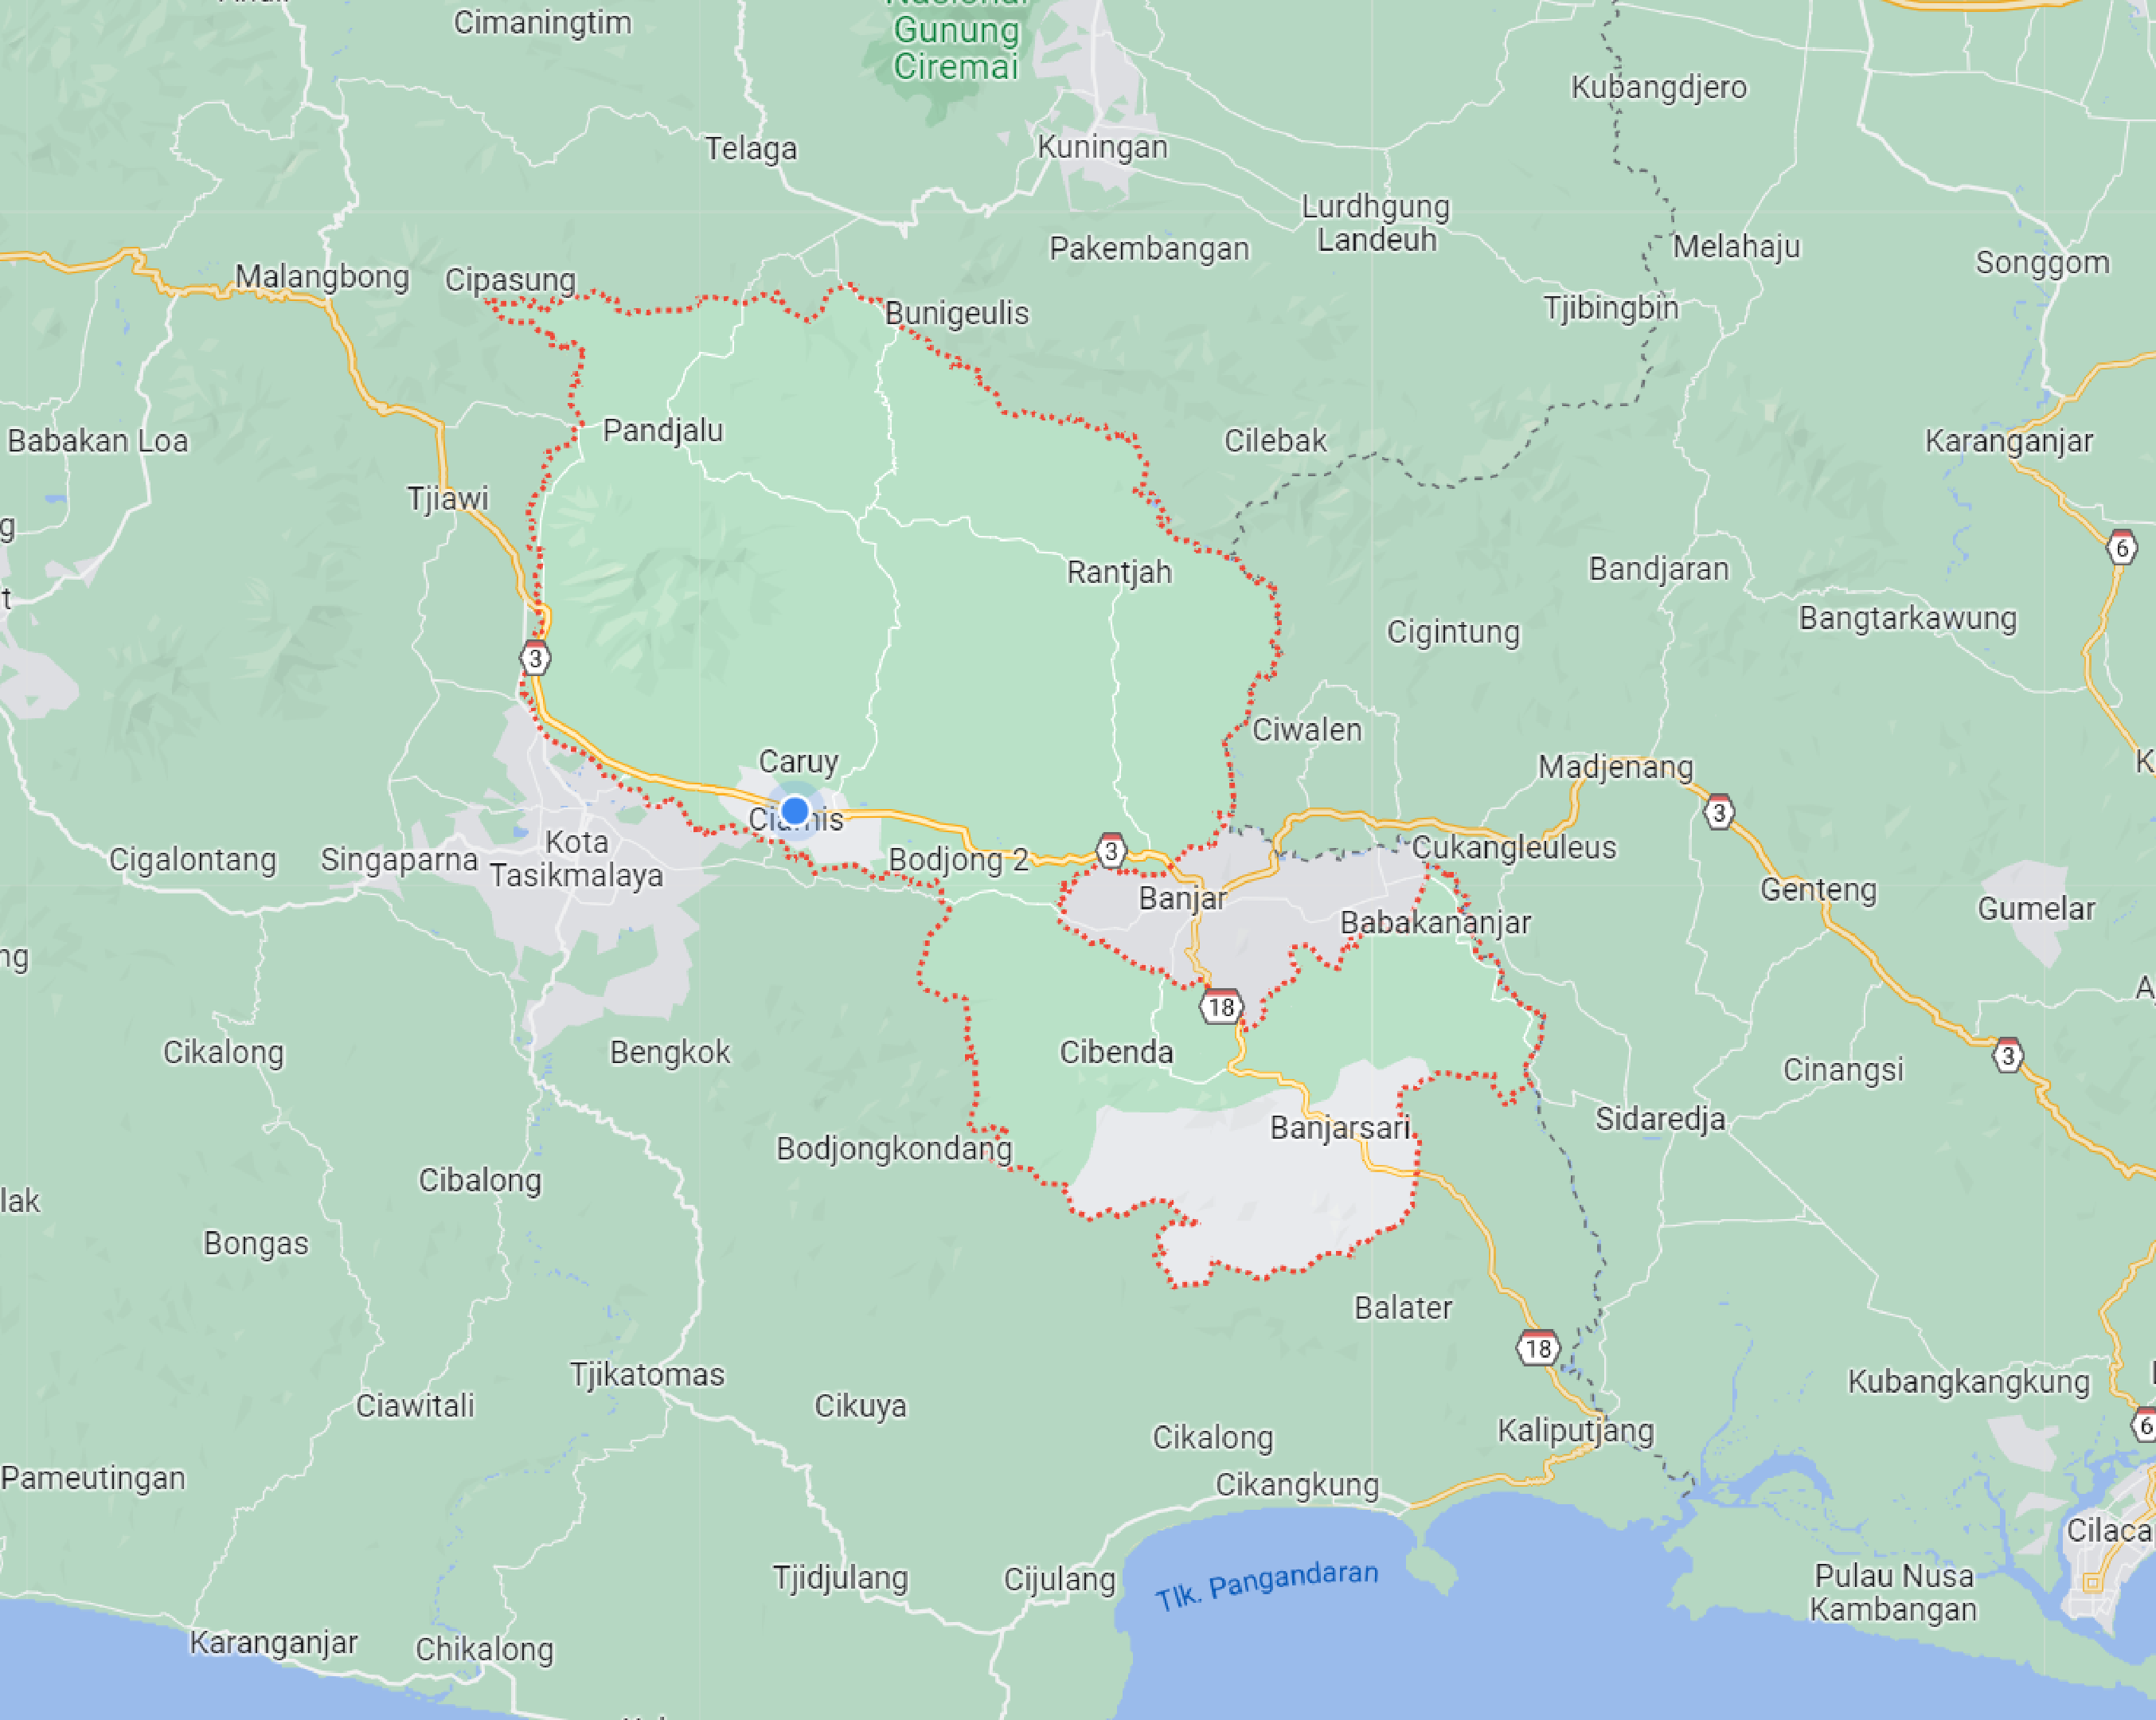 Cimaningtim
Gunung
Ciremai
Kubangdjero
Telaga
Kuningan
Lurdhgung
Landeuh
Pakembangan
Melahaju
Songgom
Malangbong
Cipasung
Bunigeulis
Tjibingbin
Babakan Loa
Pandjalu
Cilebak
Karanganjar
Tjiawi
6
Rantjah
Bandjaran
Bangtarkawung
Cigintung
3
Ciwalen
Caruy
Madjenang
3
Ciamis
Kota
Tasikmalaya
Cigalontang
Singaparna
Bodjong 2
3
Cukangleuleus
Banjar
Genteng
Gumelar
Babakananjar
18
Cikalong
Bengkok
Cibenda
3
Cinangsi
Sidaredja
Banjarsari
Bodjongkondang
Cibalong
lak
Bongas
Balater
18
Tjikatomas
Ciawitali
Cikuya
Kubangkangkung
6
Cikalong
Kaliputjang
Pameutingan
Cikangkung
Cilaca
Tjidjulang
Cijulang
Tlk. Pangandaran
Pulau Nusa
Kambangan
Karanganjar
Chikalong